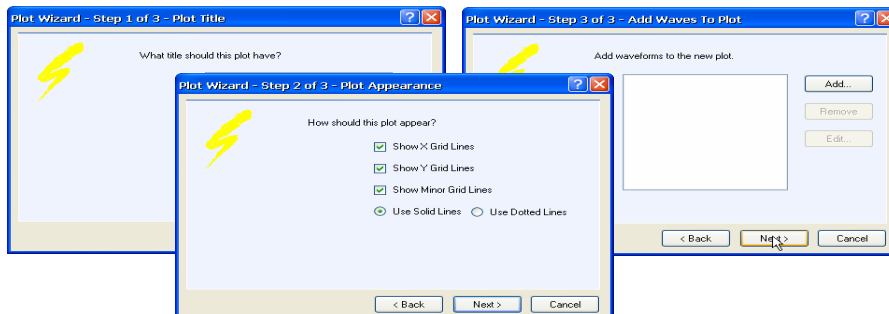 Plot Wizard - Step 1 of 3 - Plot Title
What title should this plot have?
Plot Wizard - Step 2 of 3 - Plot Appearance
How should this plot appear?
Show X Grid Lines
Show Y Grid Lines
Show Minor Grid Lines
Use Solid Lines Use Dotted Lines
< Back Next > Cancel
Plot Wizard - Step 3 of 3 - Add Waves To Plot
Add waveforms to the new plot.
Add...
Remove
Edit...
< Back Next > Cancel